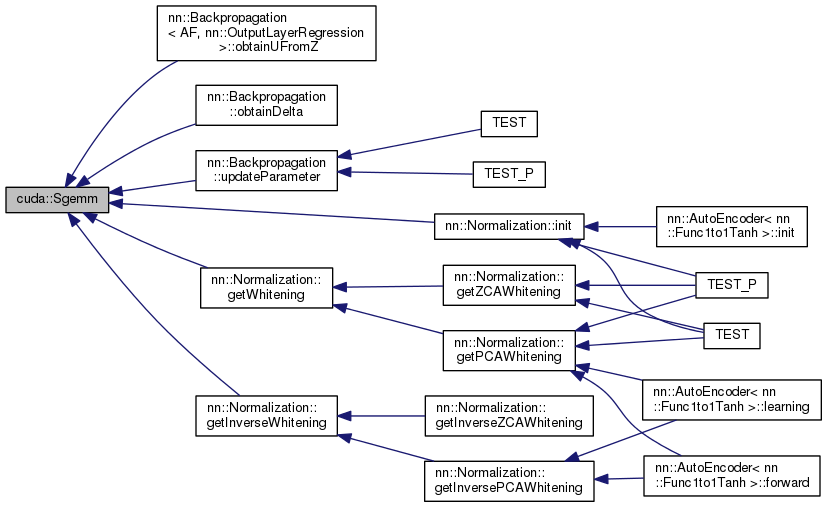 nn::Backpropagation
< AF, nn::OutputLayerRegression
>::obtainUFromZ
nn::Backpropagation
::obtainDelta
nn::Backpropagation
::updateParameter
TEST
TEST_P
cuda::Sgemm
nn::Normalization::init
nn::AutoEncoder< nn
::Func1to1Tanh >::init
nn::Normalization::
getWhitening
nn::Normalization::
getZCAWhitening
TEST_P
nn::Normalization::
getPCAWhitening
TEST
nn::Normalization::
getInverseWhitening
nn::Normalization::
getInverseZCAWhitening
nn::AutoEncoder< nn
::Func1to1Tanh >::learning
nn::Normalization::
getInversePCAWhitening
nn::AutoEncoder< nn
::Func1to1Tanh >::forward